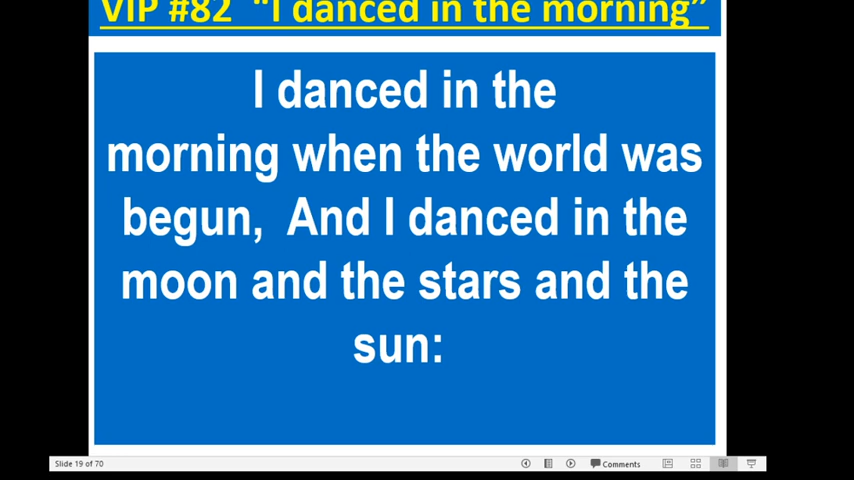 VIP #82 “I danced in the morning”
I danced in the
morning when the world was
begun, And I danced in the
moon and the stars and the
sun:
Slide 19 of 70
Comments